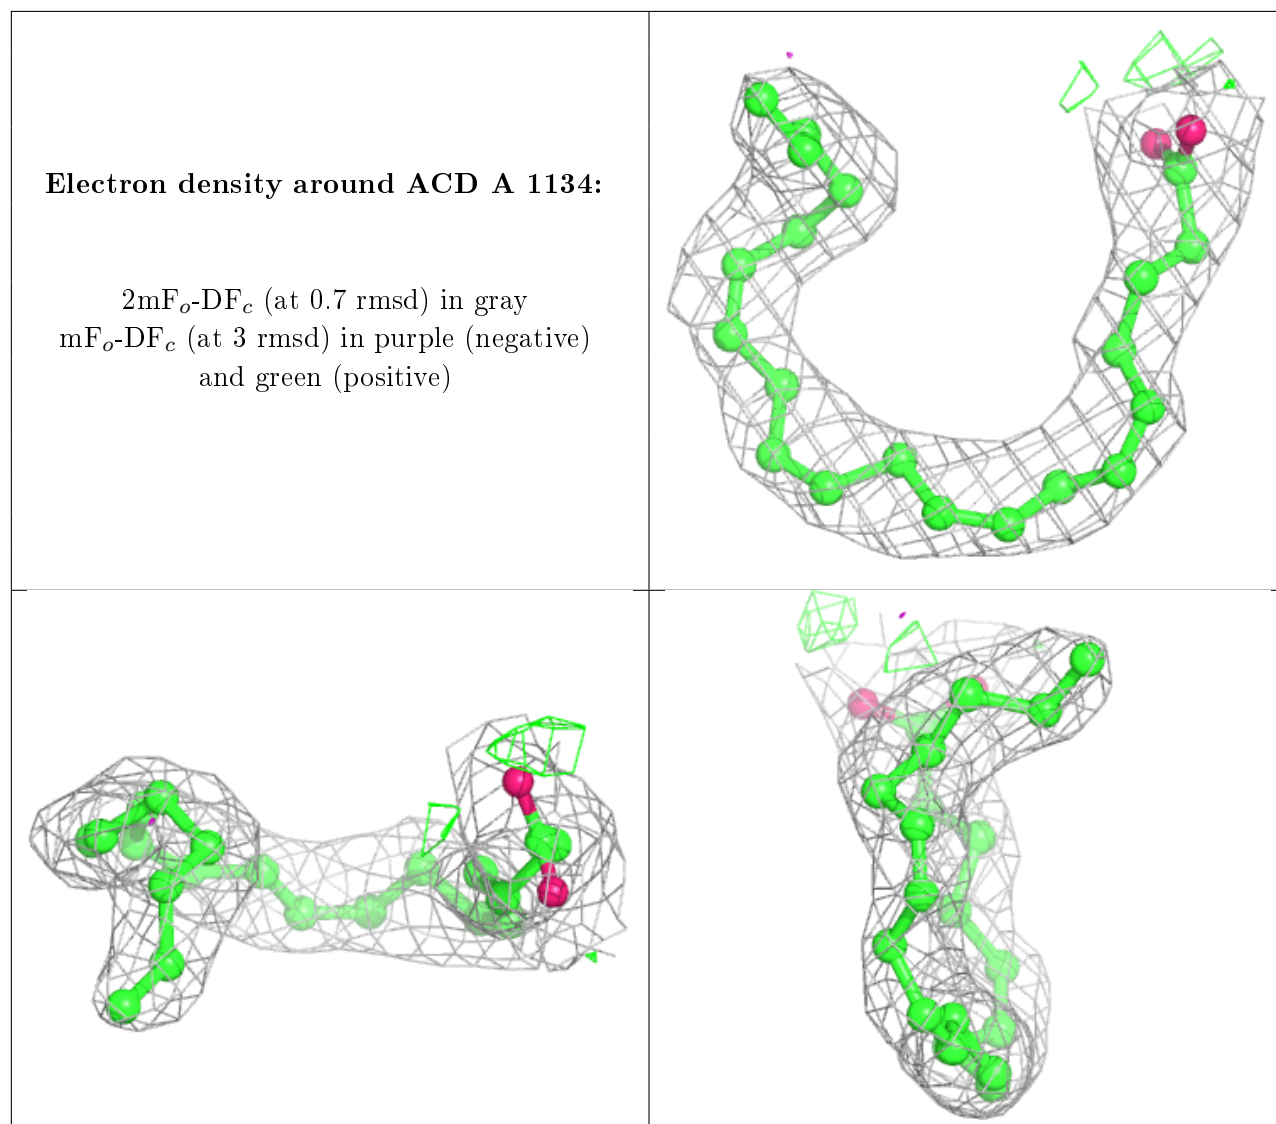 Electron density around ACD A 1134:
2mFo-DFc (at 0.7 rmsd) in gray
mFo-DFc (at 3 rmsd) in purple (negative)
and green (positive)